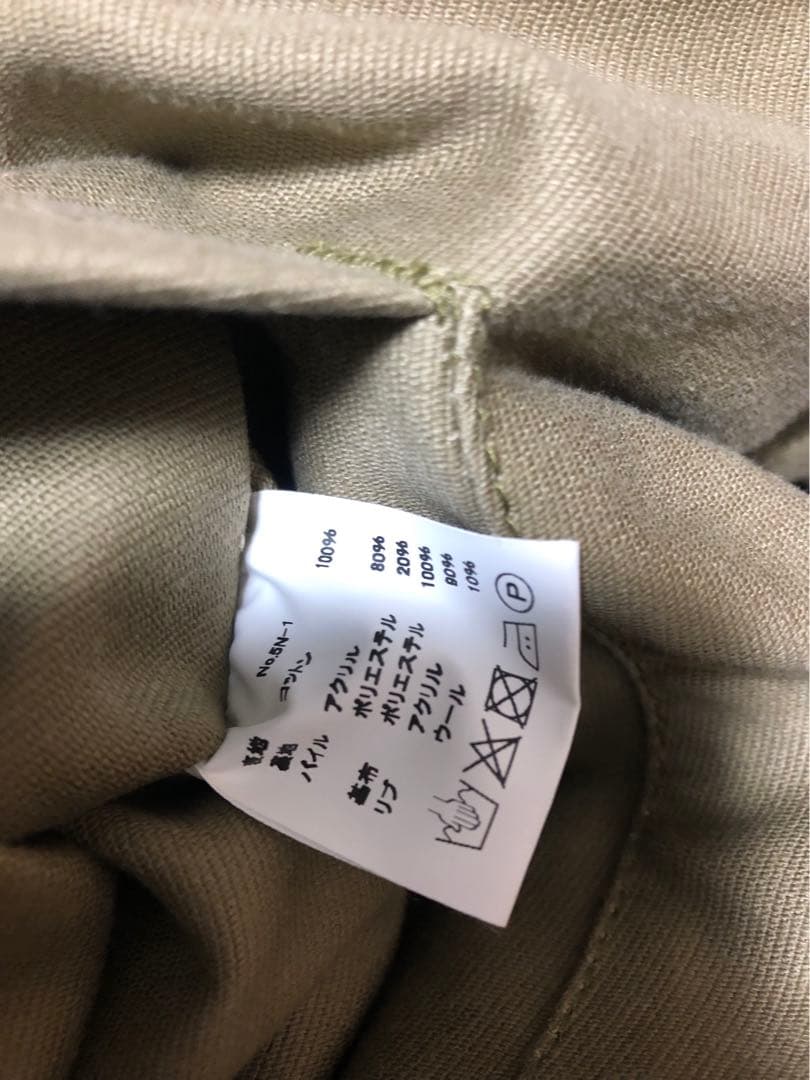 No.5N-1
表地 コットン 100%
裏地
パイル アクリル 80%
ポリエステル 20%
基布 ポリエステル 100%
リブ アクリル 90%
ウール 10%
P